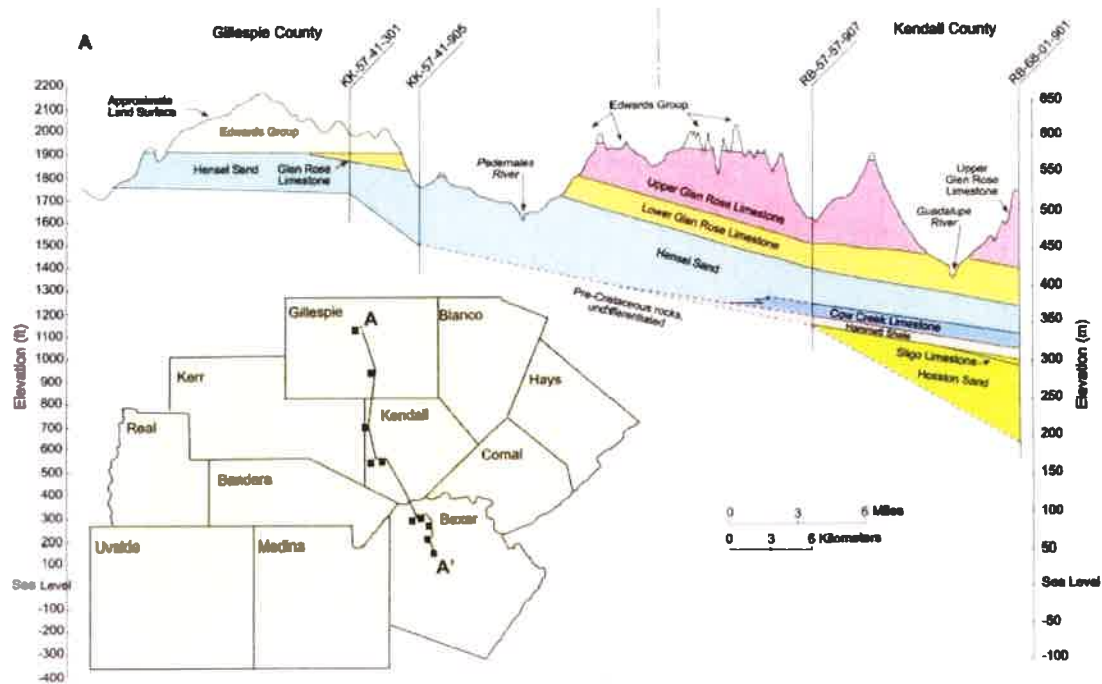 A
Gillespie County
Kendall County
KK-57-41-301
KK-57-41-905
RB-57-57-907
RB-68-01-901
2200
2100
2000
1900
1800
1700
1600
1500
1400
1300
1200
1100
1000
900
800
700
600
500
400
300
200
100
Sea Level
-100
-200
-300
-400
Elevation (ft)
Approximate
Land Surface
Edwards Group
Hensel Sand
Glen Rose
Limestone
Pedernales
River
Edwards Group
Upper Glen Rose Limestone
Lower Glen Rose Limestone
Hensel Sand
Upper
Glen Rose
Limestone
Guadalupe
River
Pre-Cretaceous rocks,
undifferentiated
Cow Creek Limestone
Hammett Shale
Sligo Limestone
Hosston Sand
650
600
550
500
450
400
350
300
250
200
150
100
50
Sea Level
-50
-100
Elevation (m)
Gillespie
A
Blanco
Kerr
Hays
Kendall
Real
Comal
Bandera
Bexar
Uvalde
Medina
A'
0 3 6 Miles
0 3 6 Kilometers